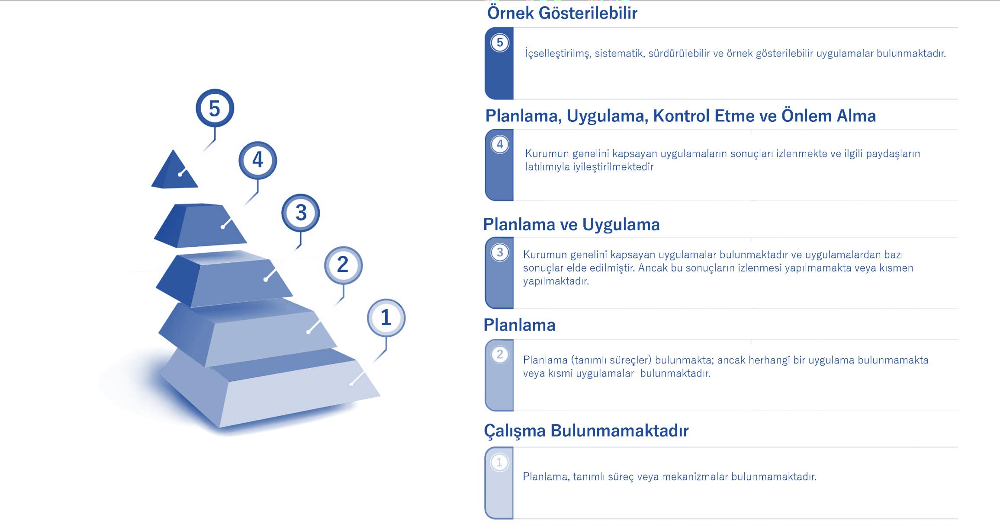 Örnek Gösterilebilir
5
İçselleştirilmş, sistematik, sürdürülebilir ve örnek gösterilebilir uygulamalar bulunmaktadır.
Planlama, Uygulama, Kontrol Etme ve Önlem Alma
4
Kurumun genelini kapsayan uygulamaların sonuçları izlenmekte ve ilgili paydaşların
latılımıyla iyileştirilmektedir
Planlama ve Uygulama
3
Kurumun genelini kapsayan uygulamalar bulunmaktadır ve uygulamalardan bazı
sonuçlar elde edilmiştir. Ancak bu sonuçların izlenmesi yapılmamakta veya kısmen
yapılmaktadır.
Planlama
2
Planlama (tanımlı süreçler) bulunmakta; ancak herhangi bir uygulama bulunmamakta
veya kısmi uygulamalar  bulunmaktadır.
Çalışma Bulunmamaktadır
1
Planlama, tanımlı süreç veya mekanizmalar bulunmamaktadır.
5
4
3
2
1